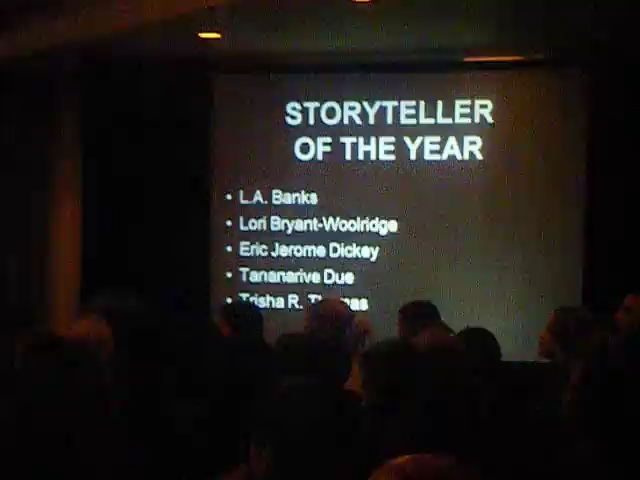 STORYTELLER
OF THE YEAR
• L.A. Banks
• Lori Bryant-Woolridge
• Eric Jerome Dickey
• Tananarive Due
• Trisha R.